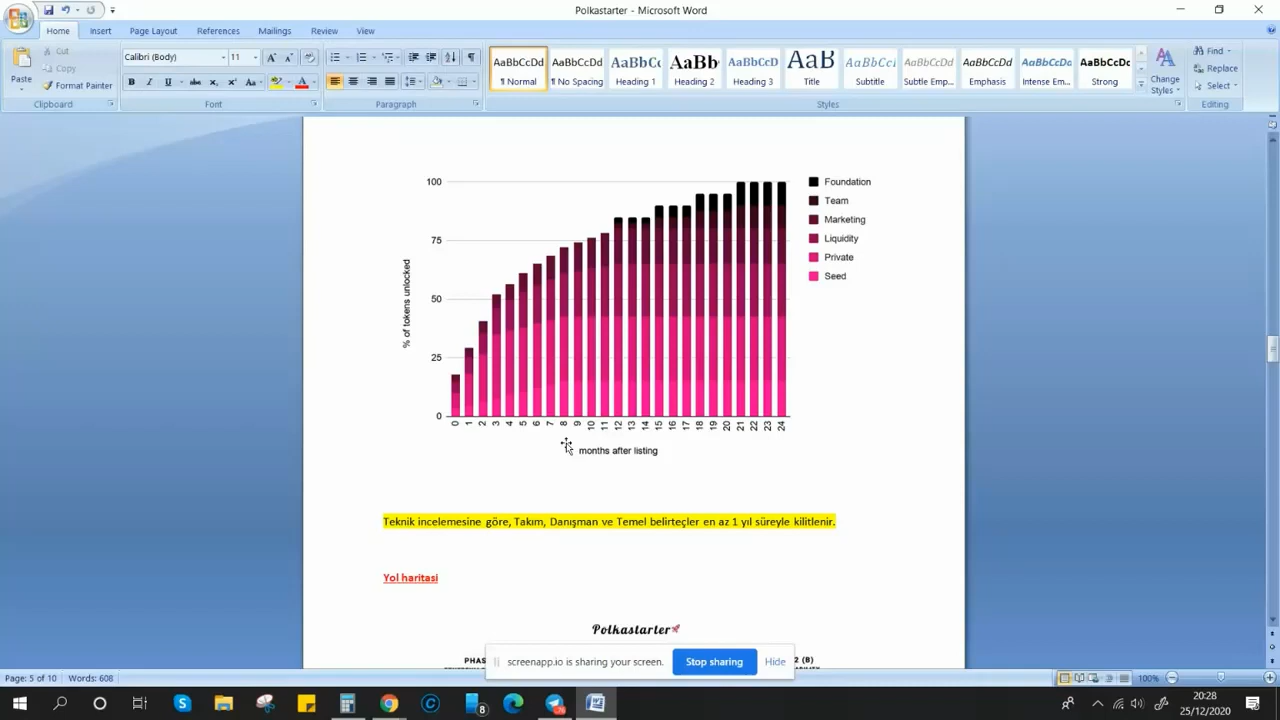 Polkastarter - Microsoft Word
Home Insert Page Layout References Mailings Review View
Paste
Cut
Copy
Format Painter
Clipboard
Calibri (Body) 11
Font
Paragraph
AaBbCcDd AaBbCcDd AaBbCc AaBbCc AaBbCcD AaB AaBbCcI AaBbCcDd AaBbCcDd AaBbCcDd AaBbCcDc
¶ Normal ¶ No Spacing Heading 1 Heading 2 Heading 3 Title Subtitle Subtle Emp... Emphasis Intense Em... Strong
Styles
Change Styles
Find
Replace
Select
Editing
100
75
50
25
0
% of tokens unlocked
0 1 2 3 4 5 6 7 8 9 10 11 12 13 14 15 16 17 18 19 20 21 22 23 24
months after listing
Foundation
Team
Marketing
Liquidity
Private
Seed
Teknik incelemesine göre, Takım, Danışman ve Temel belirteçler en az 1 yıl süreyle kilitlenir.
Yol haritasi
Polkastarter
PHAS
2 (B)
screenapp.io is sharing your screen. Stop sharing Hide
Page: 5 of 10 Words: 608
100%
20:28
25/12/2020